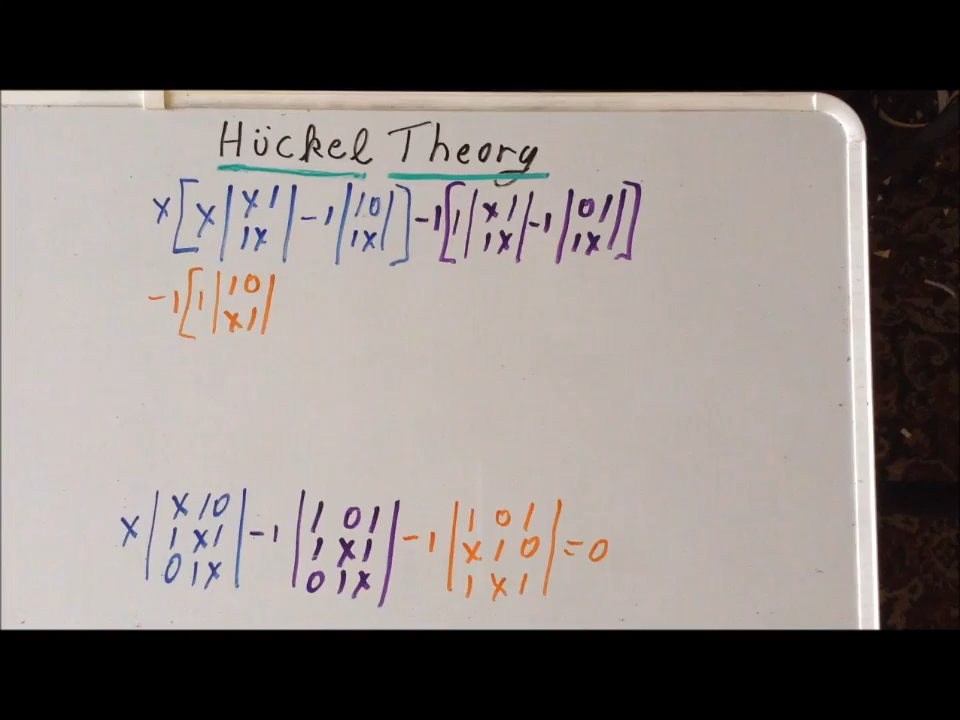 Hückel Theory
x[x|x 1| -1|1 0|] -1[1|x 1| -1|0 1|]
|1 x| |1 x| |1 x| |1 x|
-1[1|1 0|
|x 1|
x|x 1 0| -1|1 0 1| -1|1 0 1| =0
|1 x 1| |1 x 1| |x 1 0|
|0 1 x| |0 1 x| |1 x 1|